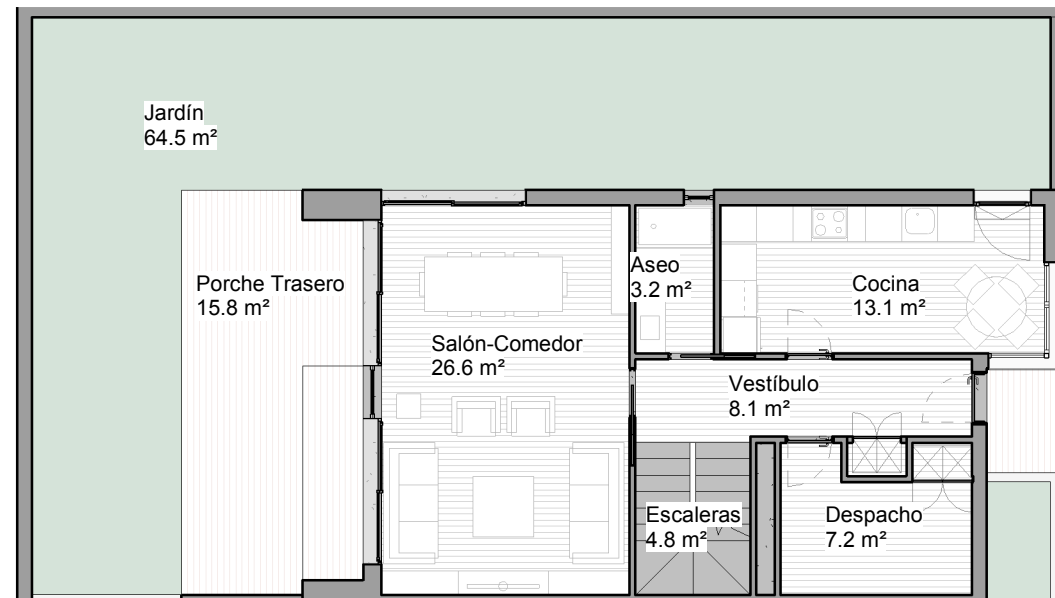 Jardín
64.5 m²
Porche Trasero
15.8 m²
Salón-Comedor
26.6 m²
Aseo
3.2 m²
Cocina
13.1 m²
Vestíbulo
8.1 m²
Escaleras
4.8 m²
Despacho
7.2 m²